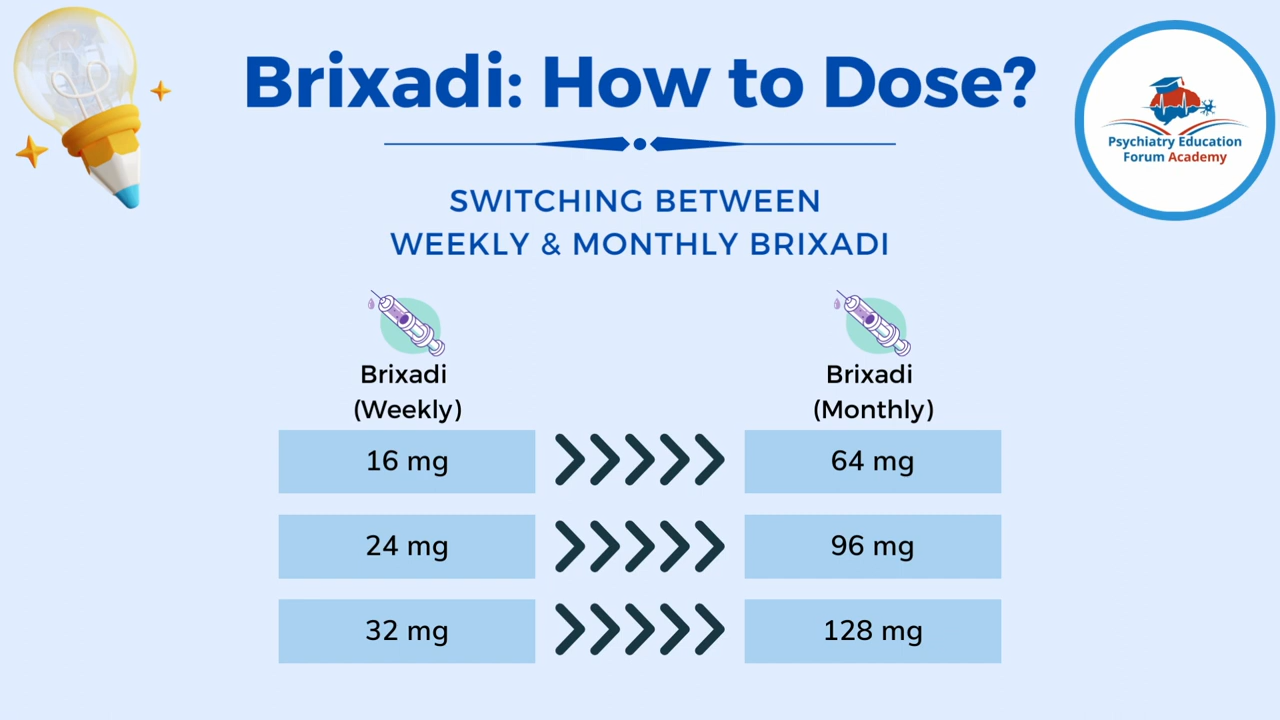 Brixadi: How to Dose?
Psychiatry Education
Forum Academy
SWITCHING BETWEEN
WEEKLY & MONTHLY BRIXADI
Brixadi
(Weekly)
Brixadi
(Monthly)
16 mg
64 mg
24 mg
96 mg
32 mg
128 mg